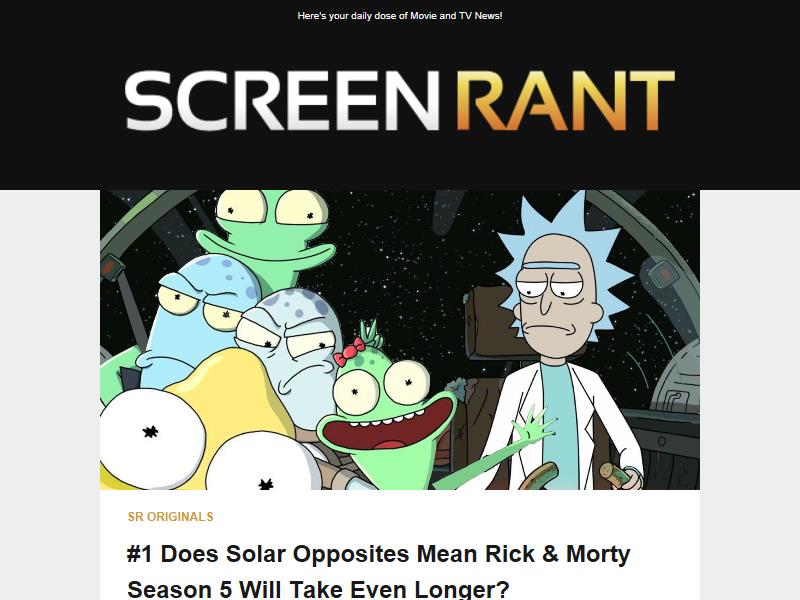 Here's your daily dose of Movie and TV News!
SCREEN RANT
SR ORIGINALS
#1 Does Solar Opposites Mean Rick & Morty
Season 5 Will Take Even Longer?